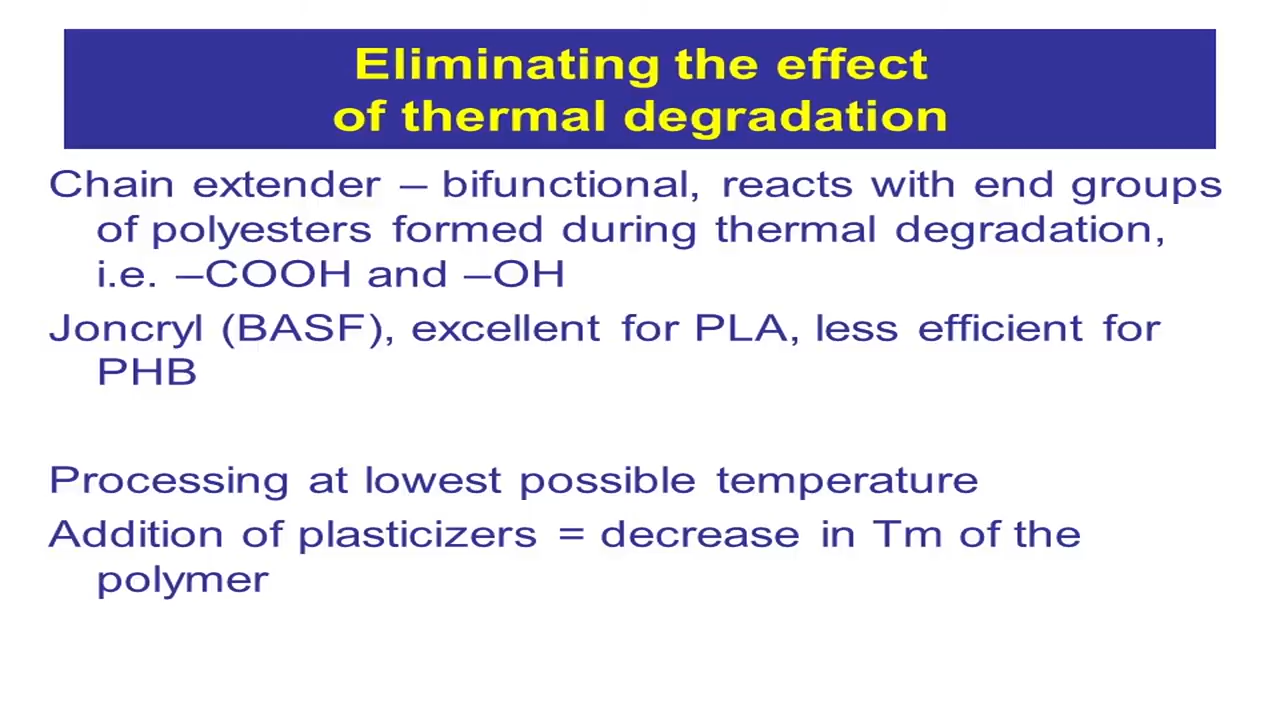 Eliminating the effect
of thermal degradation
Chain extender – bifunctional, reacts with end groups
of polyesters formed during thermal degradation,
i.e. –COOH and –OH
Joncryl (BASF), excellent for PLA, less efficient for
PHB
Processing at lowest possible temperature
Addition of plasticizers = decrease in Tm of the
polymer